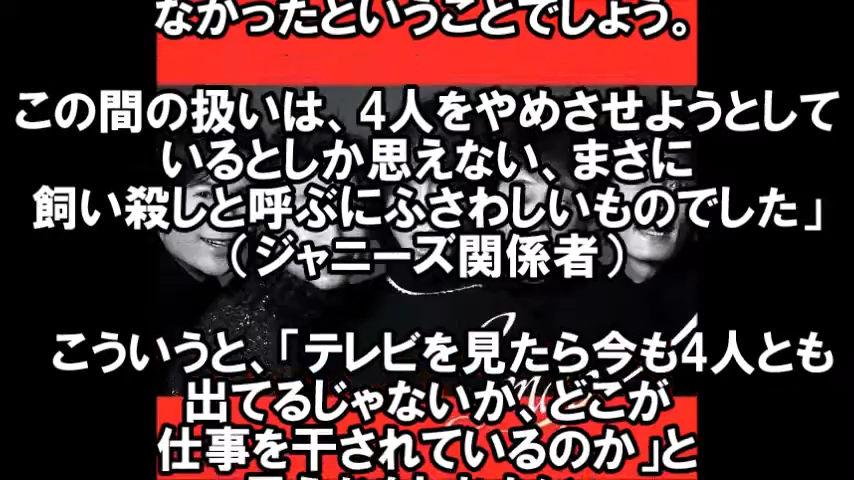 なかったということでしょう。
この間の扱いは、4人をやめさせようとして
いるとしか思えない、まさに
飼い殺しと呼ぶにふさわしいものでした」
（ジャニーズ関係者）
こういうと、「テレビを見たら今も4人とも
出てるじゃないか、どこが
仕事を干されているのか」と